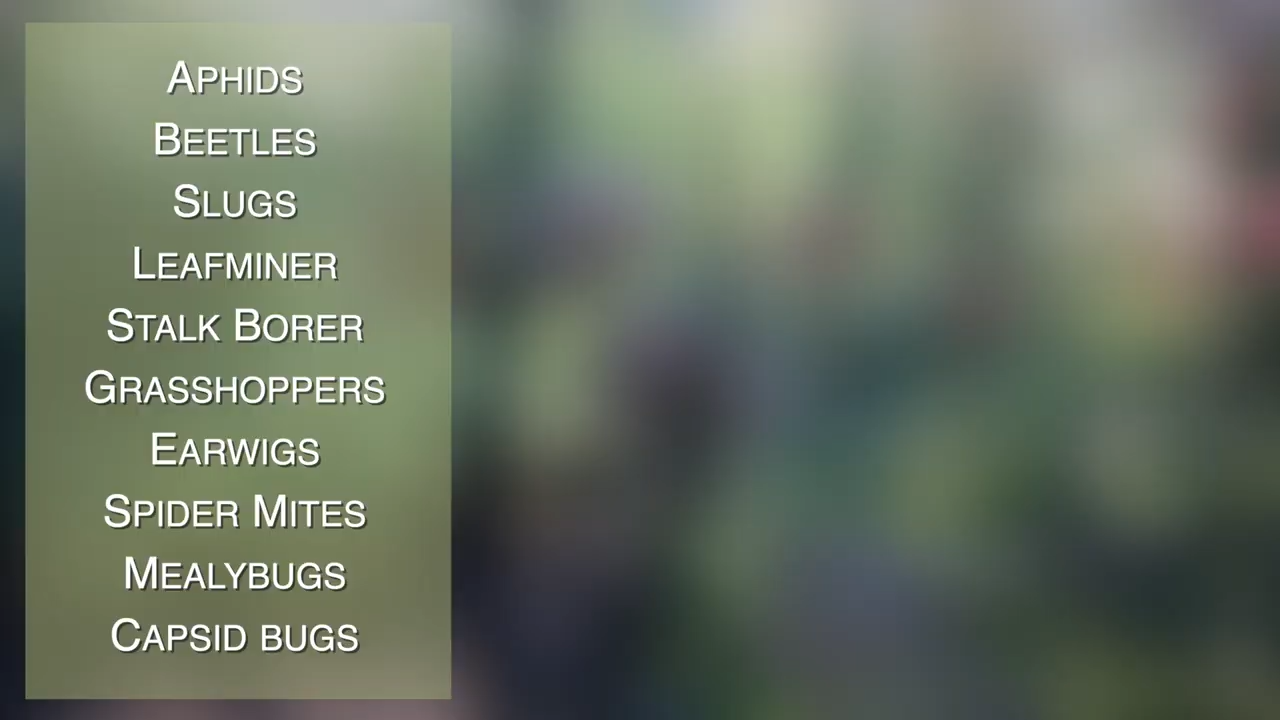 Aphids
Beetles
Slugs
Leafminer
Stalk Borer
Grasshoppers
Earwigs
Spider Mites
Mealybugs
Capsid bugs